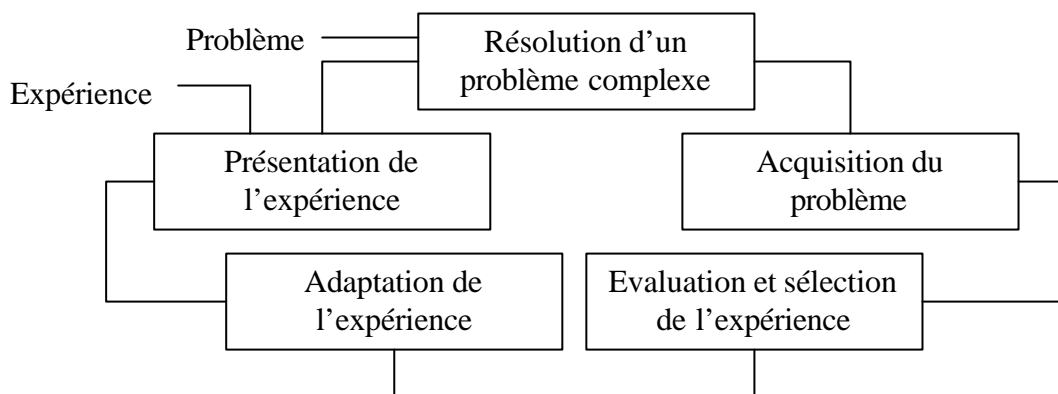 Problème
Résolution d’un
problème complexe
Expérience
Présentation de
l’expérience
Acquisition du
problème
Adaptation de
l’expérience
Evaluation et sélection
de l’expérience